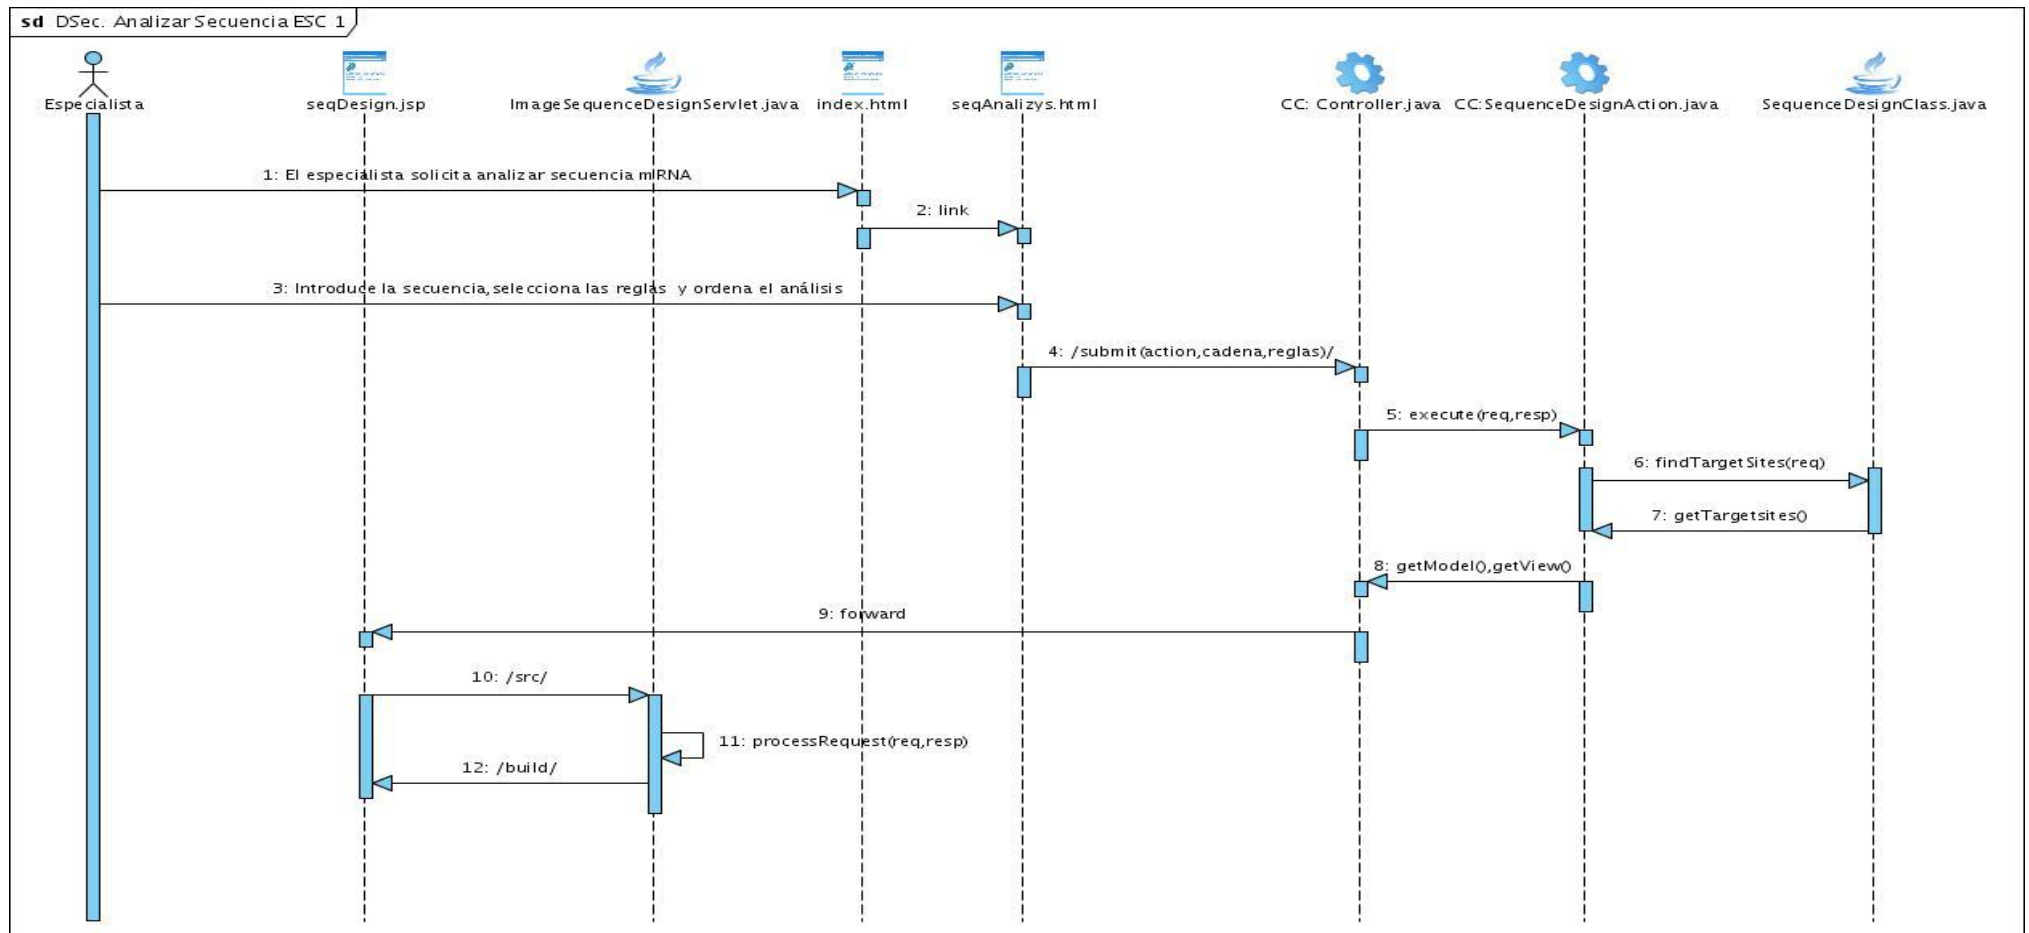 sd DSec. AnalizarSecuencia ESC 1
Especialista
seqDesign.jsp
ImageSequenceDesignServlet.java
index.html
seqAnalizys.html
CC: Controller.java
CC:SequenceDesignAction.java
SequenceDesignClass.java
1: El especialista solicita analizar secuencia mRNA
2: link
3: Introduce la secuencia,selecciona las reglas y ordena el análisis
4: /submit(action,cadena,reglas)/
5: execute(req,resp)
6: findTargetSites(req)
7: getTargetsites()
8: getModel(),getView()
9: forward
10: /src/
11: processRequest(req,resp)
12: /build/